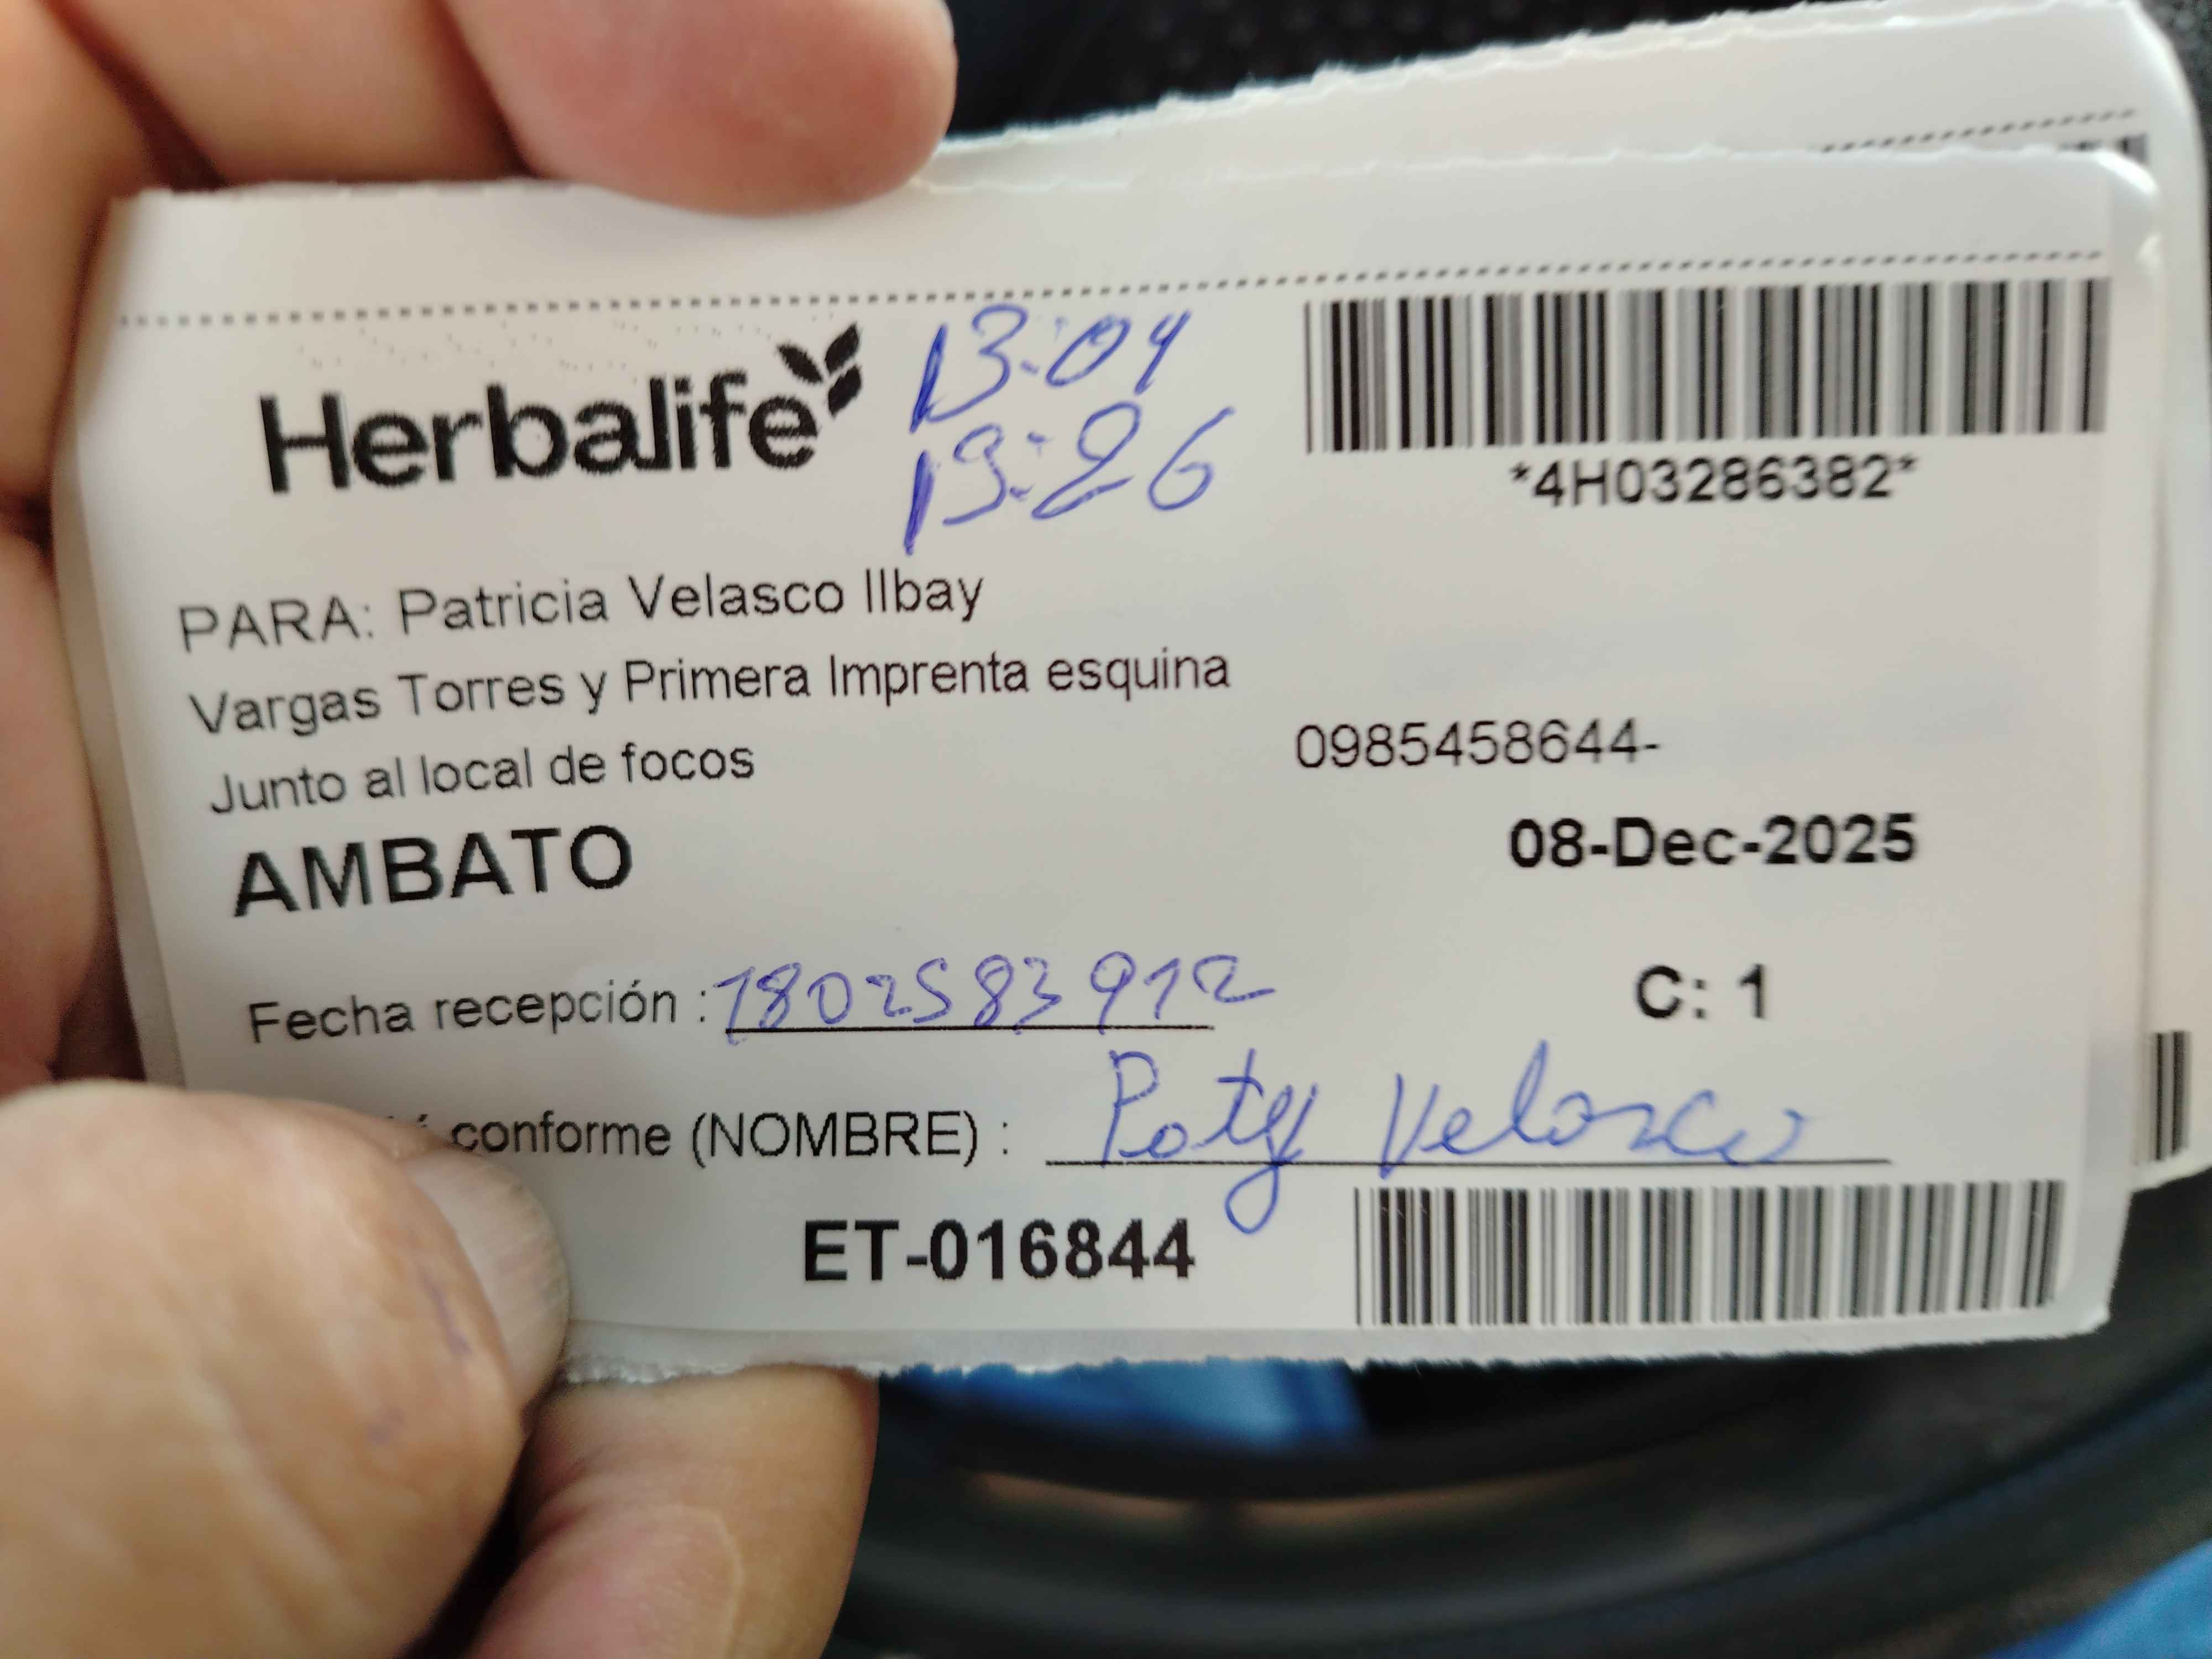 Herbalife
13:04
13:26
*4H03286382*
PARA: Patricia Velasco Ilbay
Vargas Torres y Primera Imprenta esquina
Junto al local de focos
0985458644-
AMBATO
08-Dec-2025
Fecha recepción : 1802583912
C: 1
conforme (NOMBRE) : Paty Velasco
ET-016844